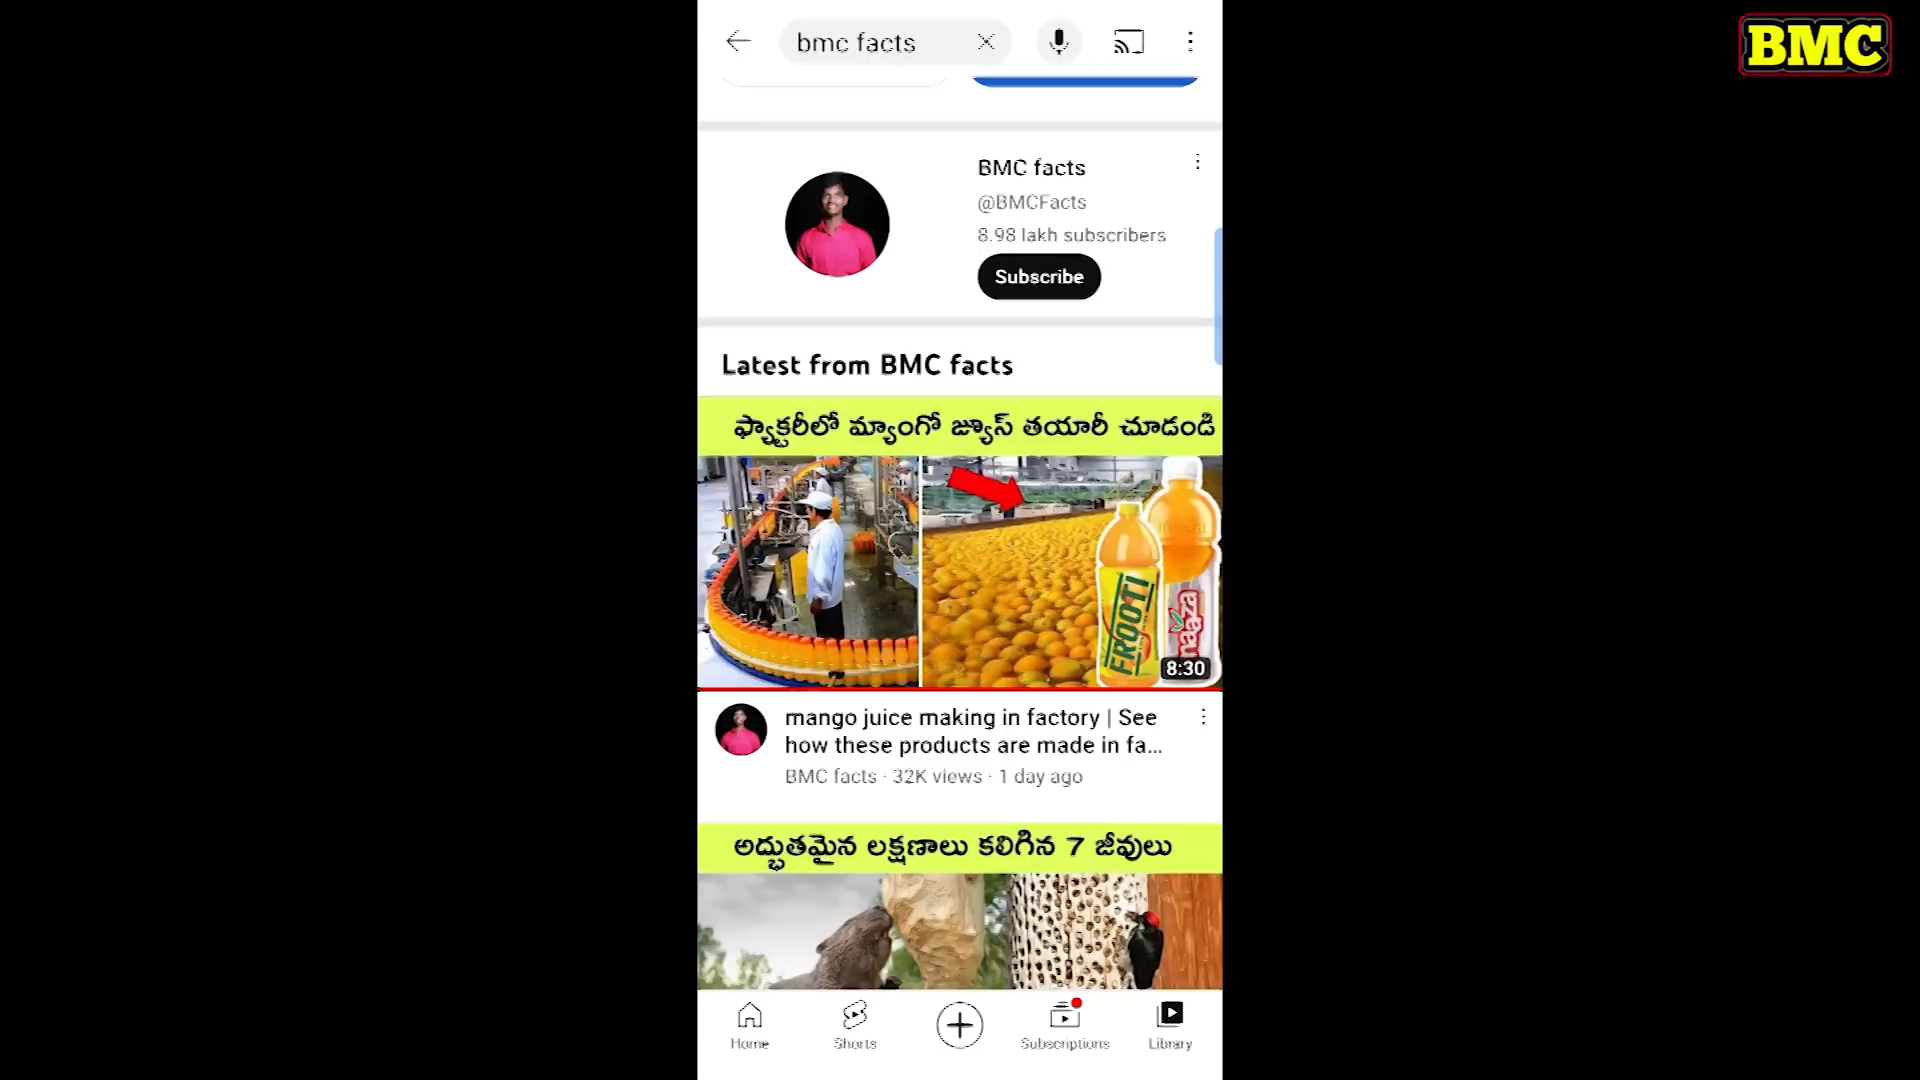 bmc facts
BMC
BMC facts
@BMCFacts
8.98 lakh subscribers
Subscribe
Latest from BMC facts
ఫ్యాక్టరీలో మ్యాంగో జ్యూస్ తయారీ చూడండి
FROOTI
maaza
8:30
mango juice making in factory | See
how these products are made in fa...
BMC facts · 32K views · 1 day ago
అద్భుతమైన లక్షణాలు కలిగిన 7 జీవులు
Home
Shorts
Subscriptions
Library